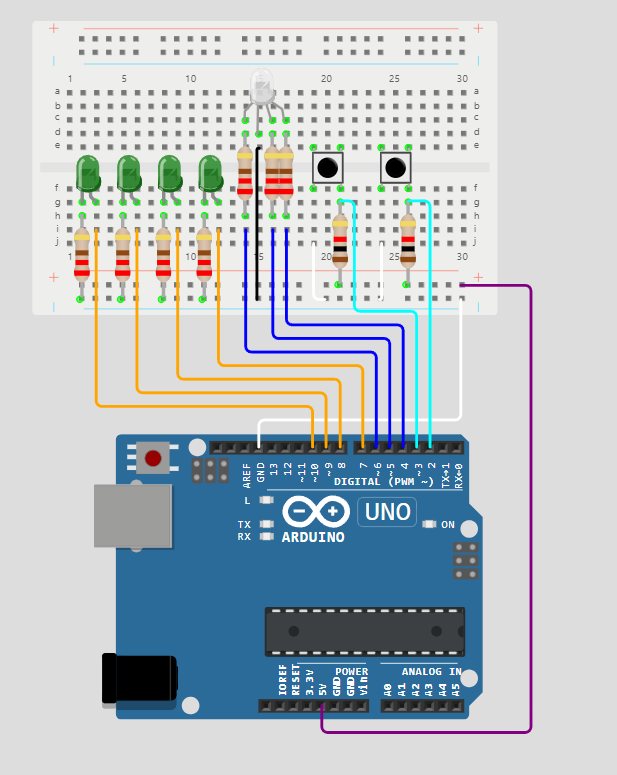 1 5 10 20 25 30
a a
b b
c c
d d
e e
f f
g g
h h
i i
j j
1 10 15 25 30
AREF
GND
13
12
~11
~10
~9
8
7
~6
~5
4
~3
2
TX→1
RX←0
DIGITAL (PWM ~)
L
TX
RX
UNO
ON
ARDUINO
POWER
ANALOG IN
IOREF
RESET
3.3V
5V
GND
GND
Vin
A0
A1
A2
A3
A4
A5